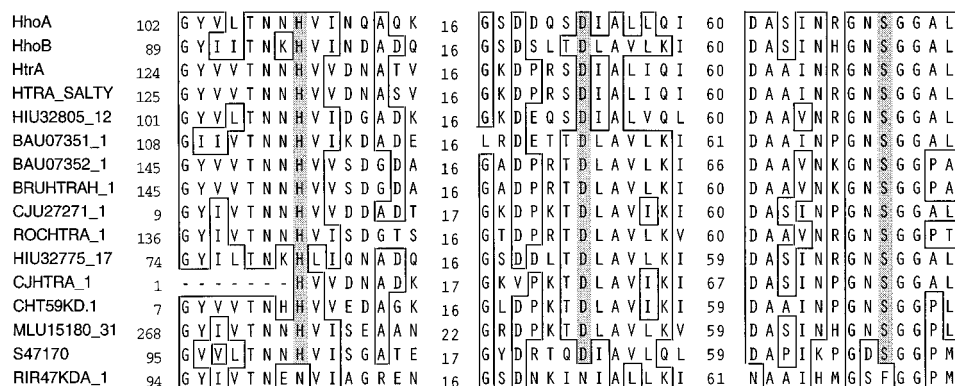 HhoA 102 G Y V L T N N H V I N Q A Q K 16 G S D D Q S D I A L L Q I 60 D A S I N R G N S G G A L
HhoB 89 G Y I I T N K H V I N D A D Q 16 G S D S L T D L A V L K I 60 D A S I N H G N S G G A L
HtrA 124 G Y V V T N N H V V D N A T V 16 G K D P R S D I A L I Q I 60 D A A I N R G N S G G A L
HTRA_SALTY 125 G Y V V T N N H V V D N A S V 16 G K D P R S D I A L I Q I 60 D A A I N R G N S G G A L
HIU32805_12 101 G Y V L T N N H V I D G A D K 16 G K D E Q S D I A L V Q L 60 D A A V N R G N S G G A L
BAU07351_1 108 G I I V T N N H V I K D A D E 16 L R D E T T D L A V L K I 61 D A A I N P G N S G G A L
BAU07352_1 145 G Y V V T N N H V V S D G D A 16 G A D P R T D L A V L K I 66 D A A V N K G N S G G P A
BRUHTRAH_1 145 G Y V V T N N H V V S D G D A 16 G A D P R T D L A V L K I 60 D A A V N K G N S G G P A
CJU27271_1 9 G Y I V T N N H V V D D A D T 17 G K D P K T D L A V I K I 60 D A S I N P G N S G G A L
ROCHTRA_1 136 G Y I V T N N H V I S D G T S 16 G T D P R T D L A V L K V 60 D A A V N R G N S G G P T
HIU32775_17 74 G Y I L T N K H L I Q N A D Q 16 G S D D L T D L A V L K I 59 D A S I N R G N S G G A L
CJHTRA_1 1 - - - - - - - H V V D N A D K 16 G K V P K T D L A V I K I 67 D A S I N P G N S G G A L
CHT59KD.1 7 G Y V V T N H H V V E D A G K 16 G L D P K T D L A V I K I 59 D A A I N P G N S G G P L
MLU15180_31 268 G Y I V T N N H V I S E A A N 22 G R D P K T D L A V L K V 59 D A S I N H G N S G G P L
S47170 95 G V V L T N N H V I S G A T E 17 G Y D R T Q D I A V L Q L 59 D A P I K P G D S G G P M
RIR47KDA_1 94 G Y I V T N E N V I A G R E N 16 G S D N K I N I A L L K I 61 N A A I H M G S F G G P M